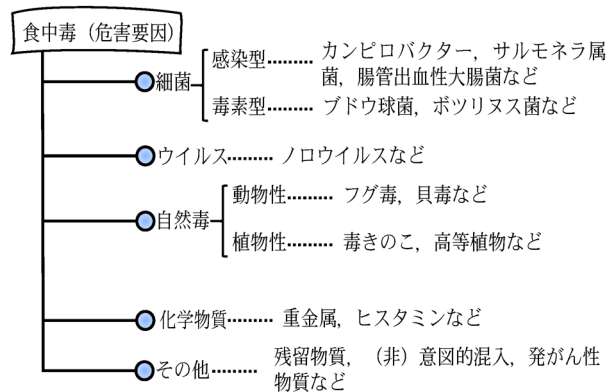 食中毒（危害要因）
細菌
感染型………カンピロバクター，サルモネラ属
菌，腸管出血性大腸菌など
毒素型………ブドウ球菌，ボツリヌス菌など
ウイルス………ノロウイルスなど
自然毒
動物性………フグ毒，貝毒など
植物性………毒きのこ，高等植物など
化学物質………重金属，ヒスタミンなど
その他………残留物質，（非）意図的混入，発がん性
物質など